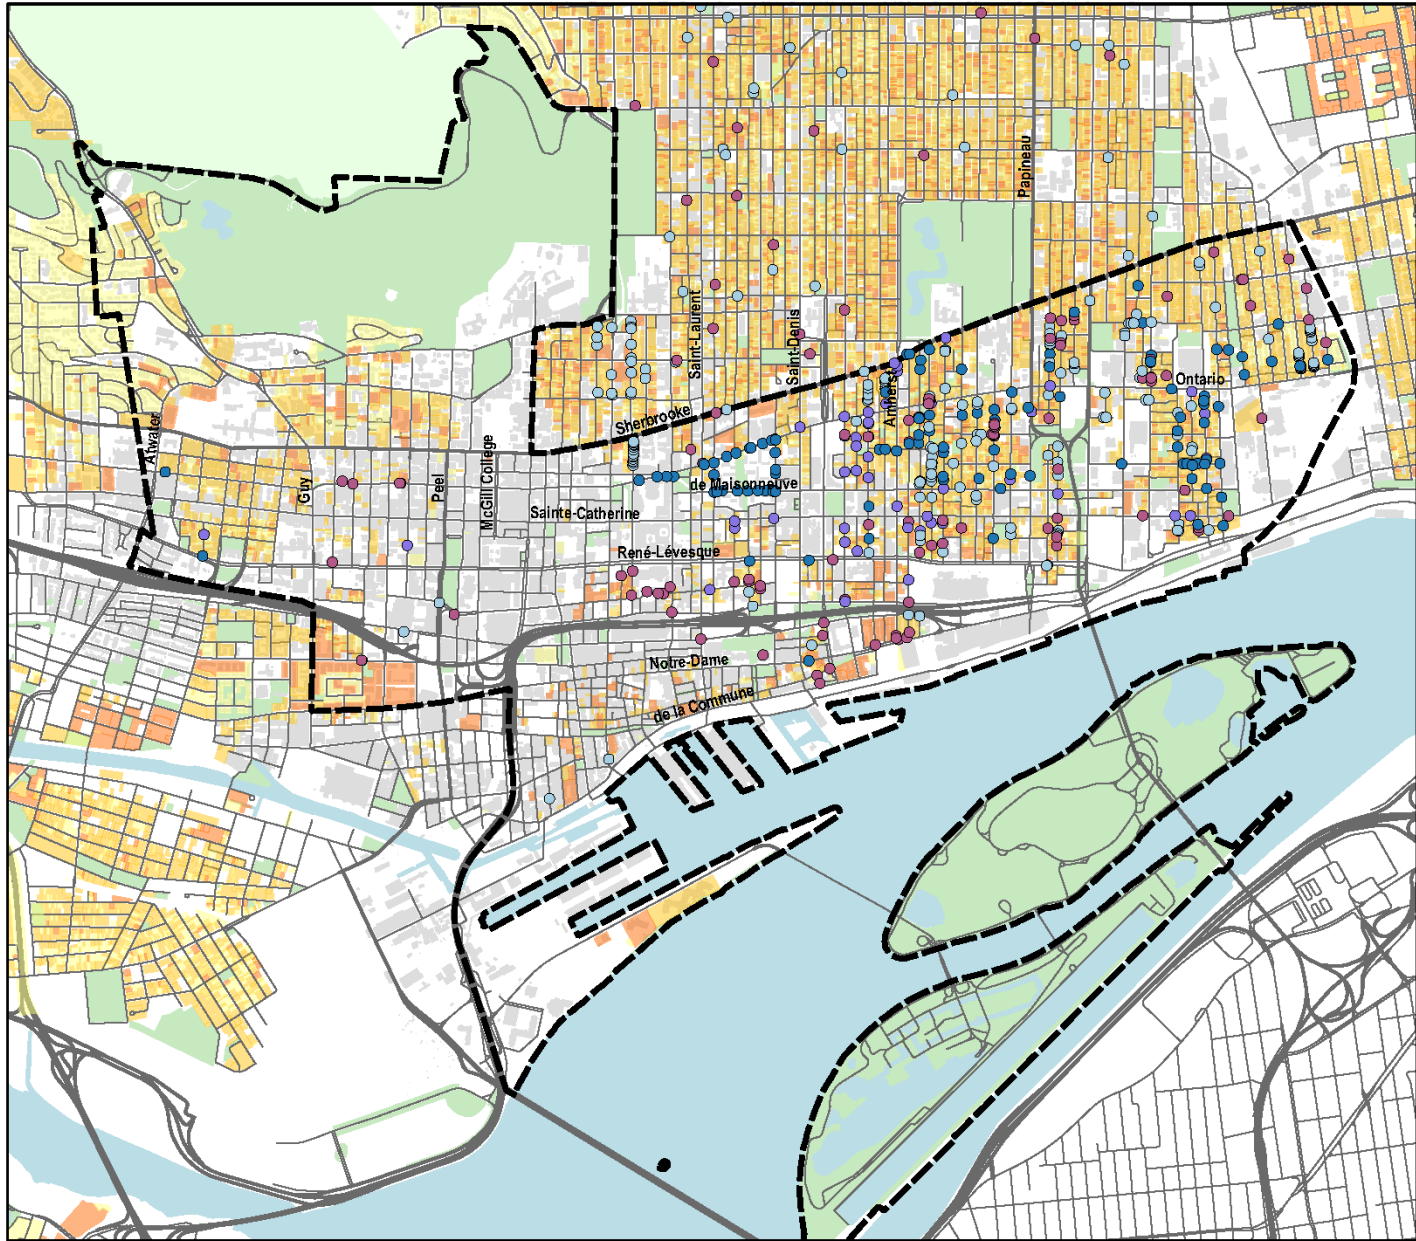 Papineau
Saint-Laurent
Saint-Denis
Amherst
Ontario
Sherbrooke
Atwater
Guy
Peel
McGill College
de Maisonneuve
Sainte-Catherine
René-Lévesque
Notre-Dame
de la Commune